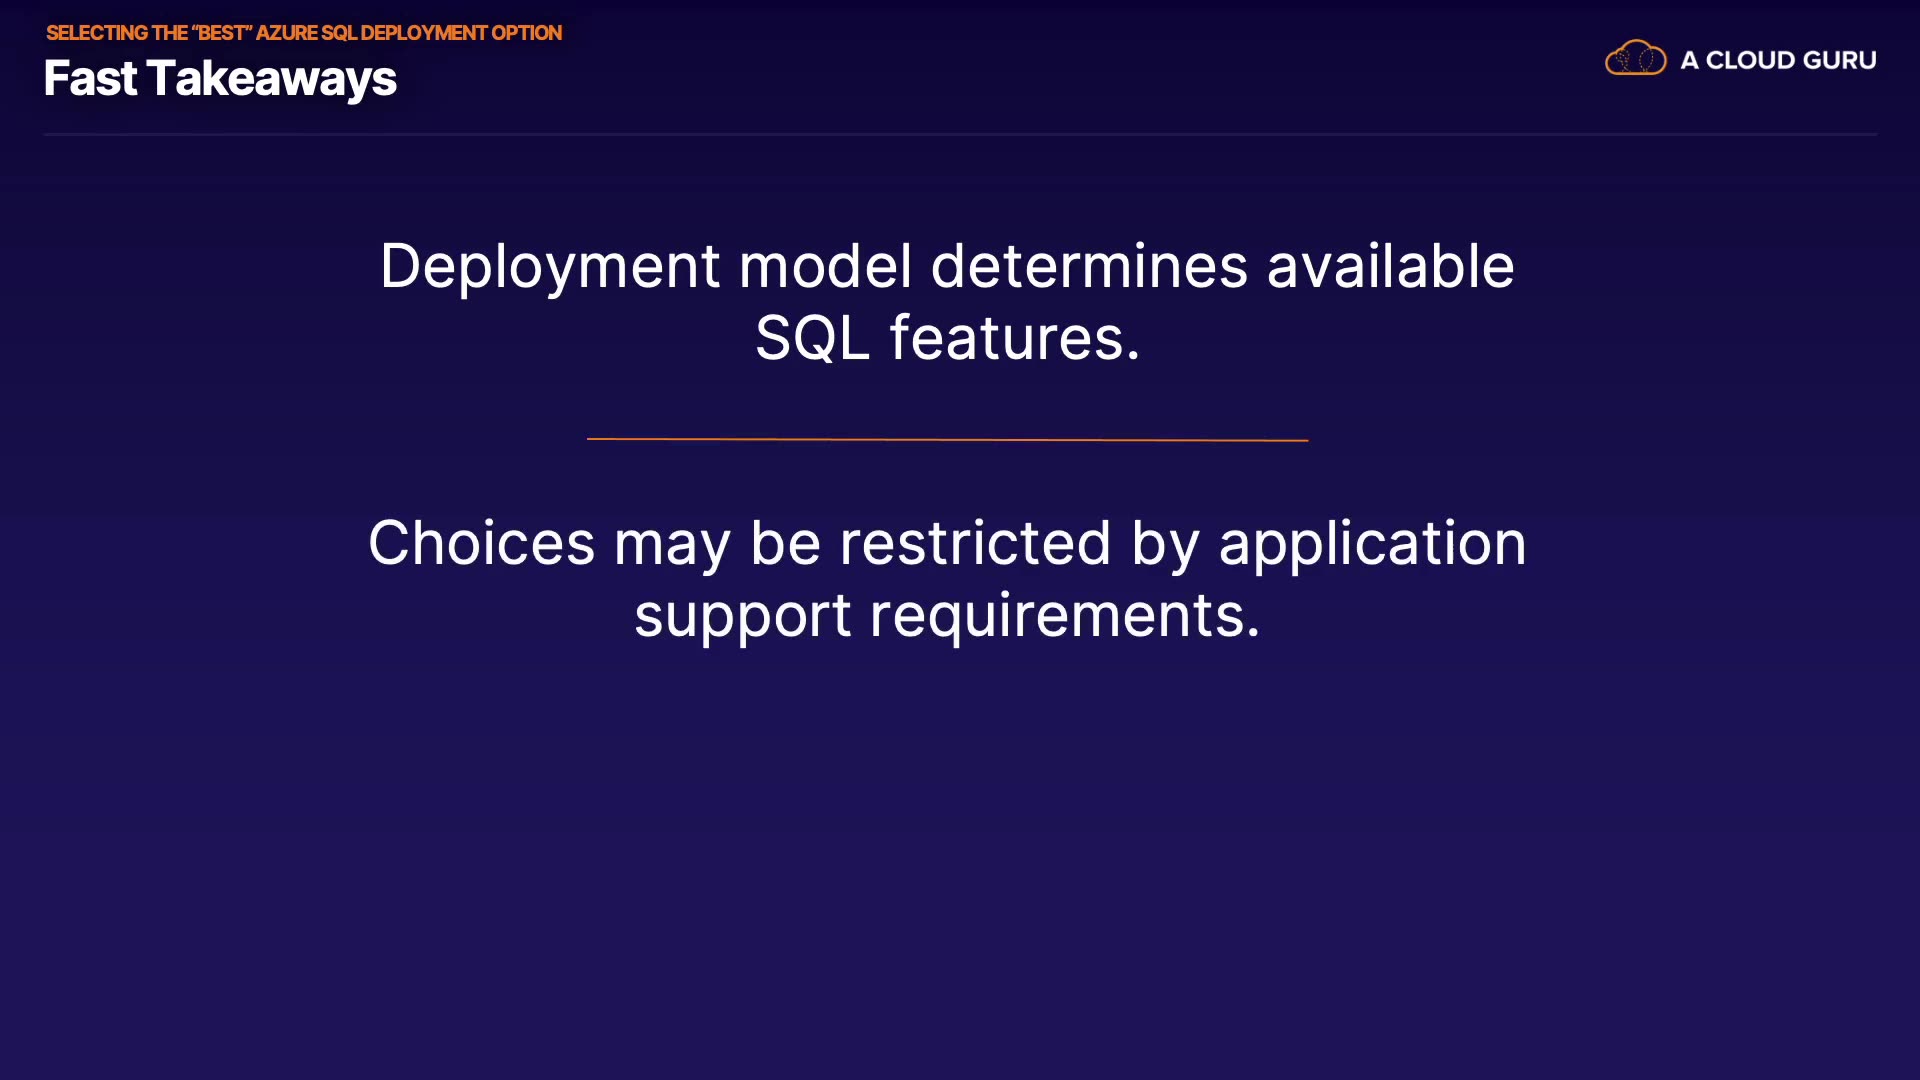 SELECTING THE “BEST” AZURE SQL DEPLOYMENT OPTION
Fast Takeaways
A CLOUD GURU
Deployment model determines available
SQL features.
Choices may be restricted by application
support requirements.